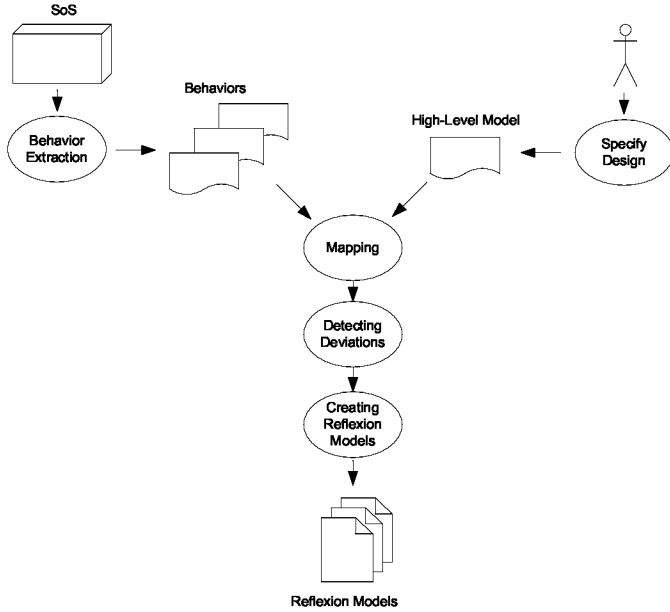 SoS
Behavior
Extraction
Behaviors
High-Level Model
Specify
Design
Mapping
Detecting
Deviations
Creating
Reflexion
Models
Reflexion Models